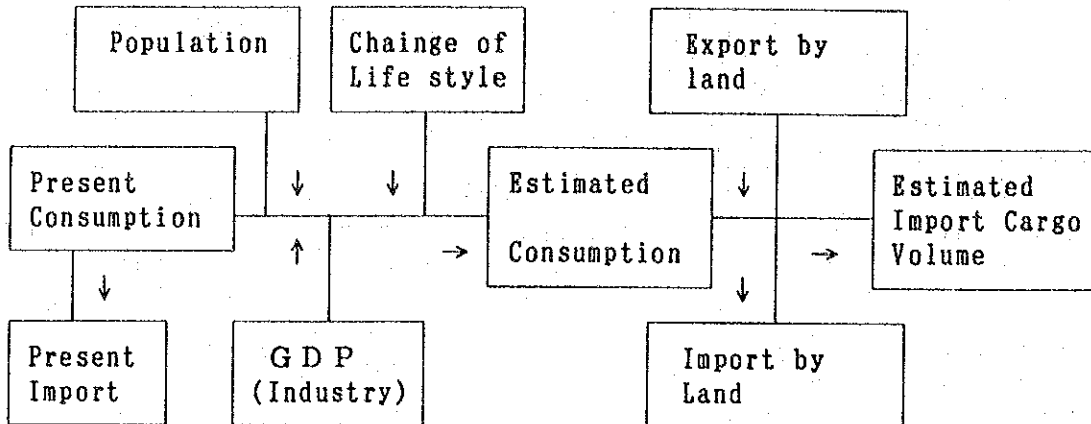 Population
Chainge of
Life style
Export by
land
Present
Consumption
↓
↓
↑
→
Estimated
Consumption
↓
↓
→
Estimated
Import Cargo
Volume
↓
Present
Import
GDP
(Industry)
Import by
Land